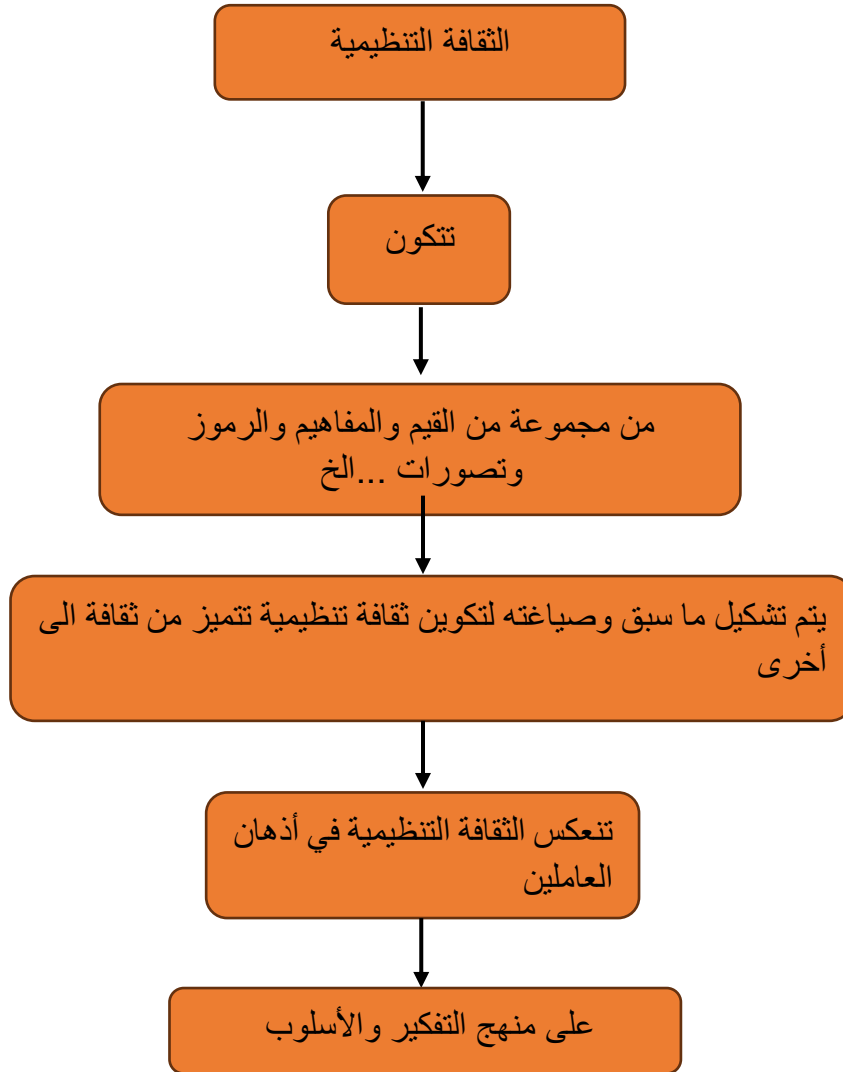 الثقافة التنظيمية
تتكون
من مجموعة من القيم والمفاهيم والرموز
وتصورات ...الخ
يتم تشكيل ما سبق وصياغته لتكوين ثقافة تنظيمية تتميز من ثقافة الى
أخرى
تنعكس الثقافة التنظيمية في أذهان
العاملين
على منهج التفكير والأسلوب